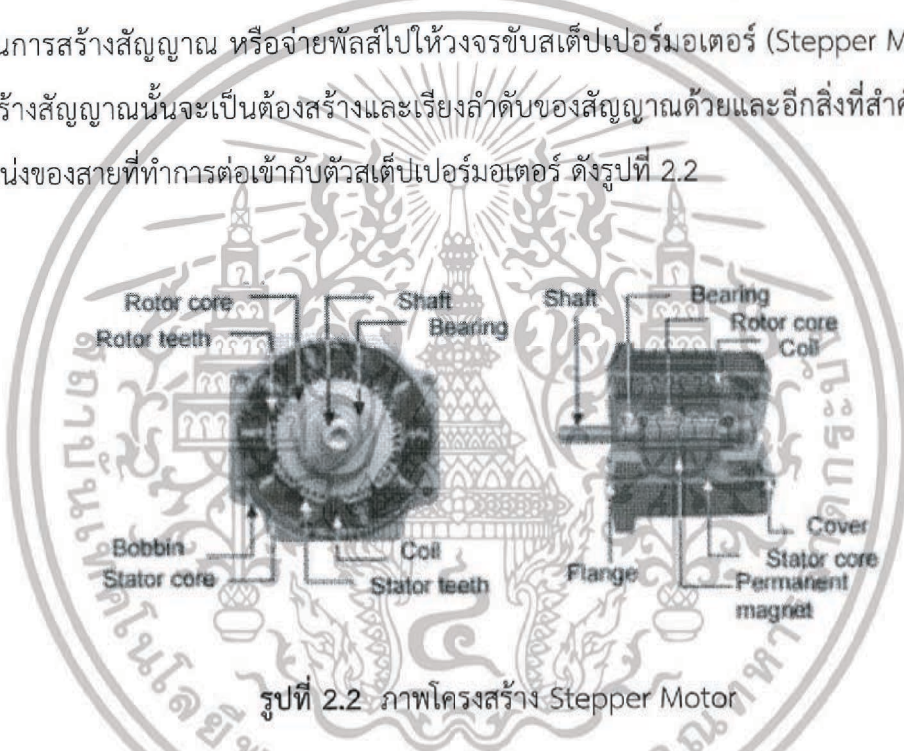 นการสร้างสัญญาณ หรือจ่ายพัลส์ไปให้วงจรขับสเต็ปเปอร์มอเตอร์ (Stepper M
ร้างสัญญาณนั้นจะเป็นต้องสร้างและเรียงลำดับของสัญญาณด้วยและอีกสิ่งที่สำคั
น่งของสายที่ทำการต่อเข้ากับตัวสเต็ปเปอร์มอเตอร์ ดังรูปที่ 2.2
Rotor core Shaft Shaft Bearing
Rotor teeth Bearing Rotor core
Coil
Bobbin Coil Cover
Stator core Stator teeth Flange Stator core
Permanent
magnet
รูปที่ 2.2 ภาพโครงสร้าง Stepper Motor